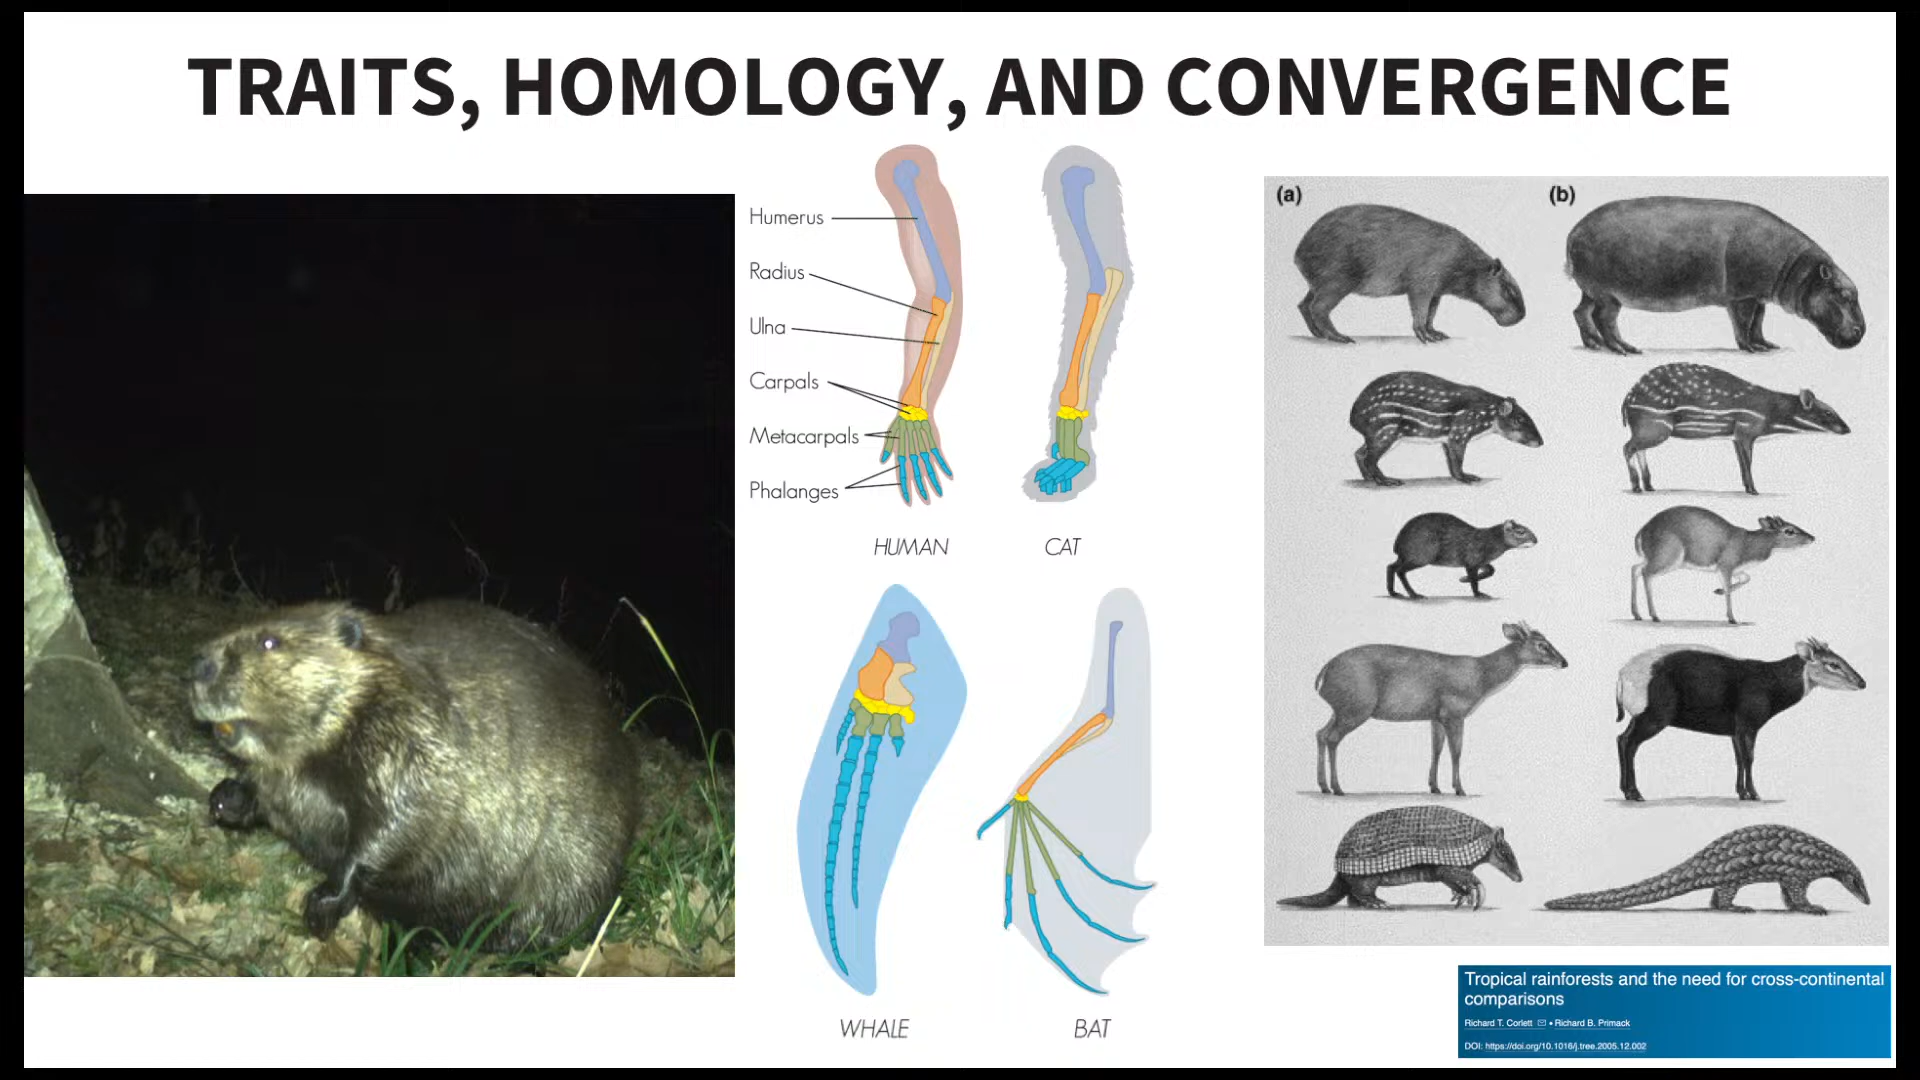 TRAITS, HOMOLOGY, AND CONVERGENCE
Humerus
Radius
Ulna
Carpals
Metacarpals
Phalanges
HUMAN
CAT
WHALE
BAT
(a)
(b)
Tropical rainforests and the need for cross-continental
comparisons
Richard T. Corlett • Richard B. Primack
DOI: https://doi.org/10.1016/j.tree.2005.12.002